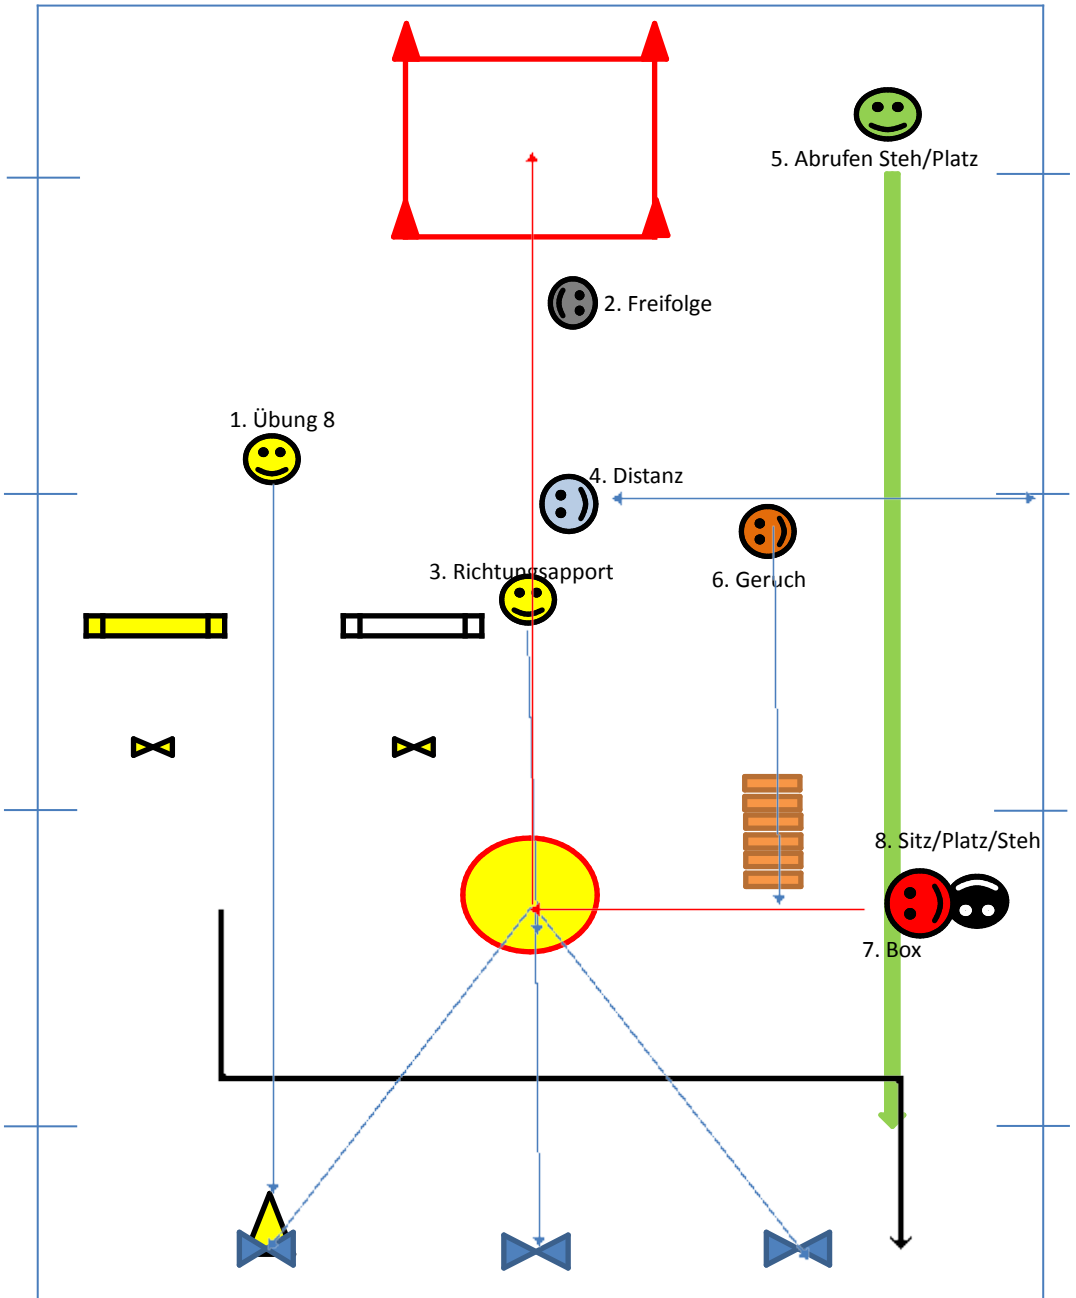 5. Abrufen Steh/Platz
2. Freifolge
1. Übung 8
4. Distanz
3. Richtungsapport
6. Geruch
8. Sitz/Platz/Steh
7. Box